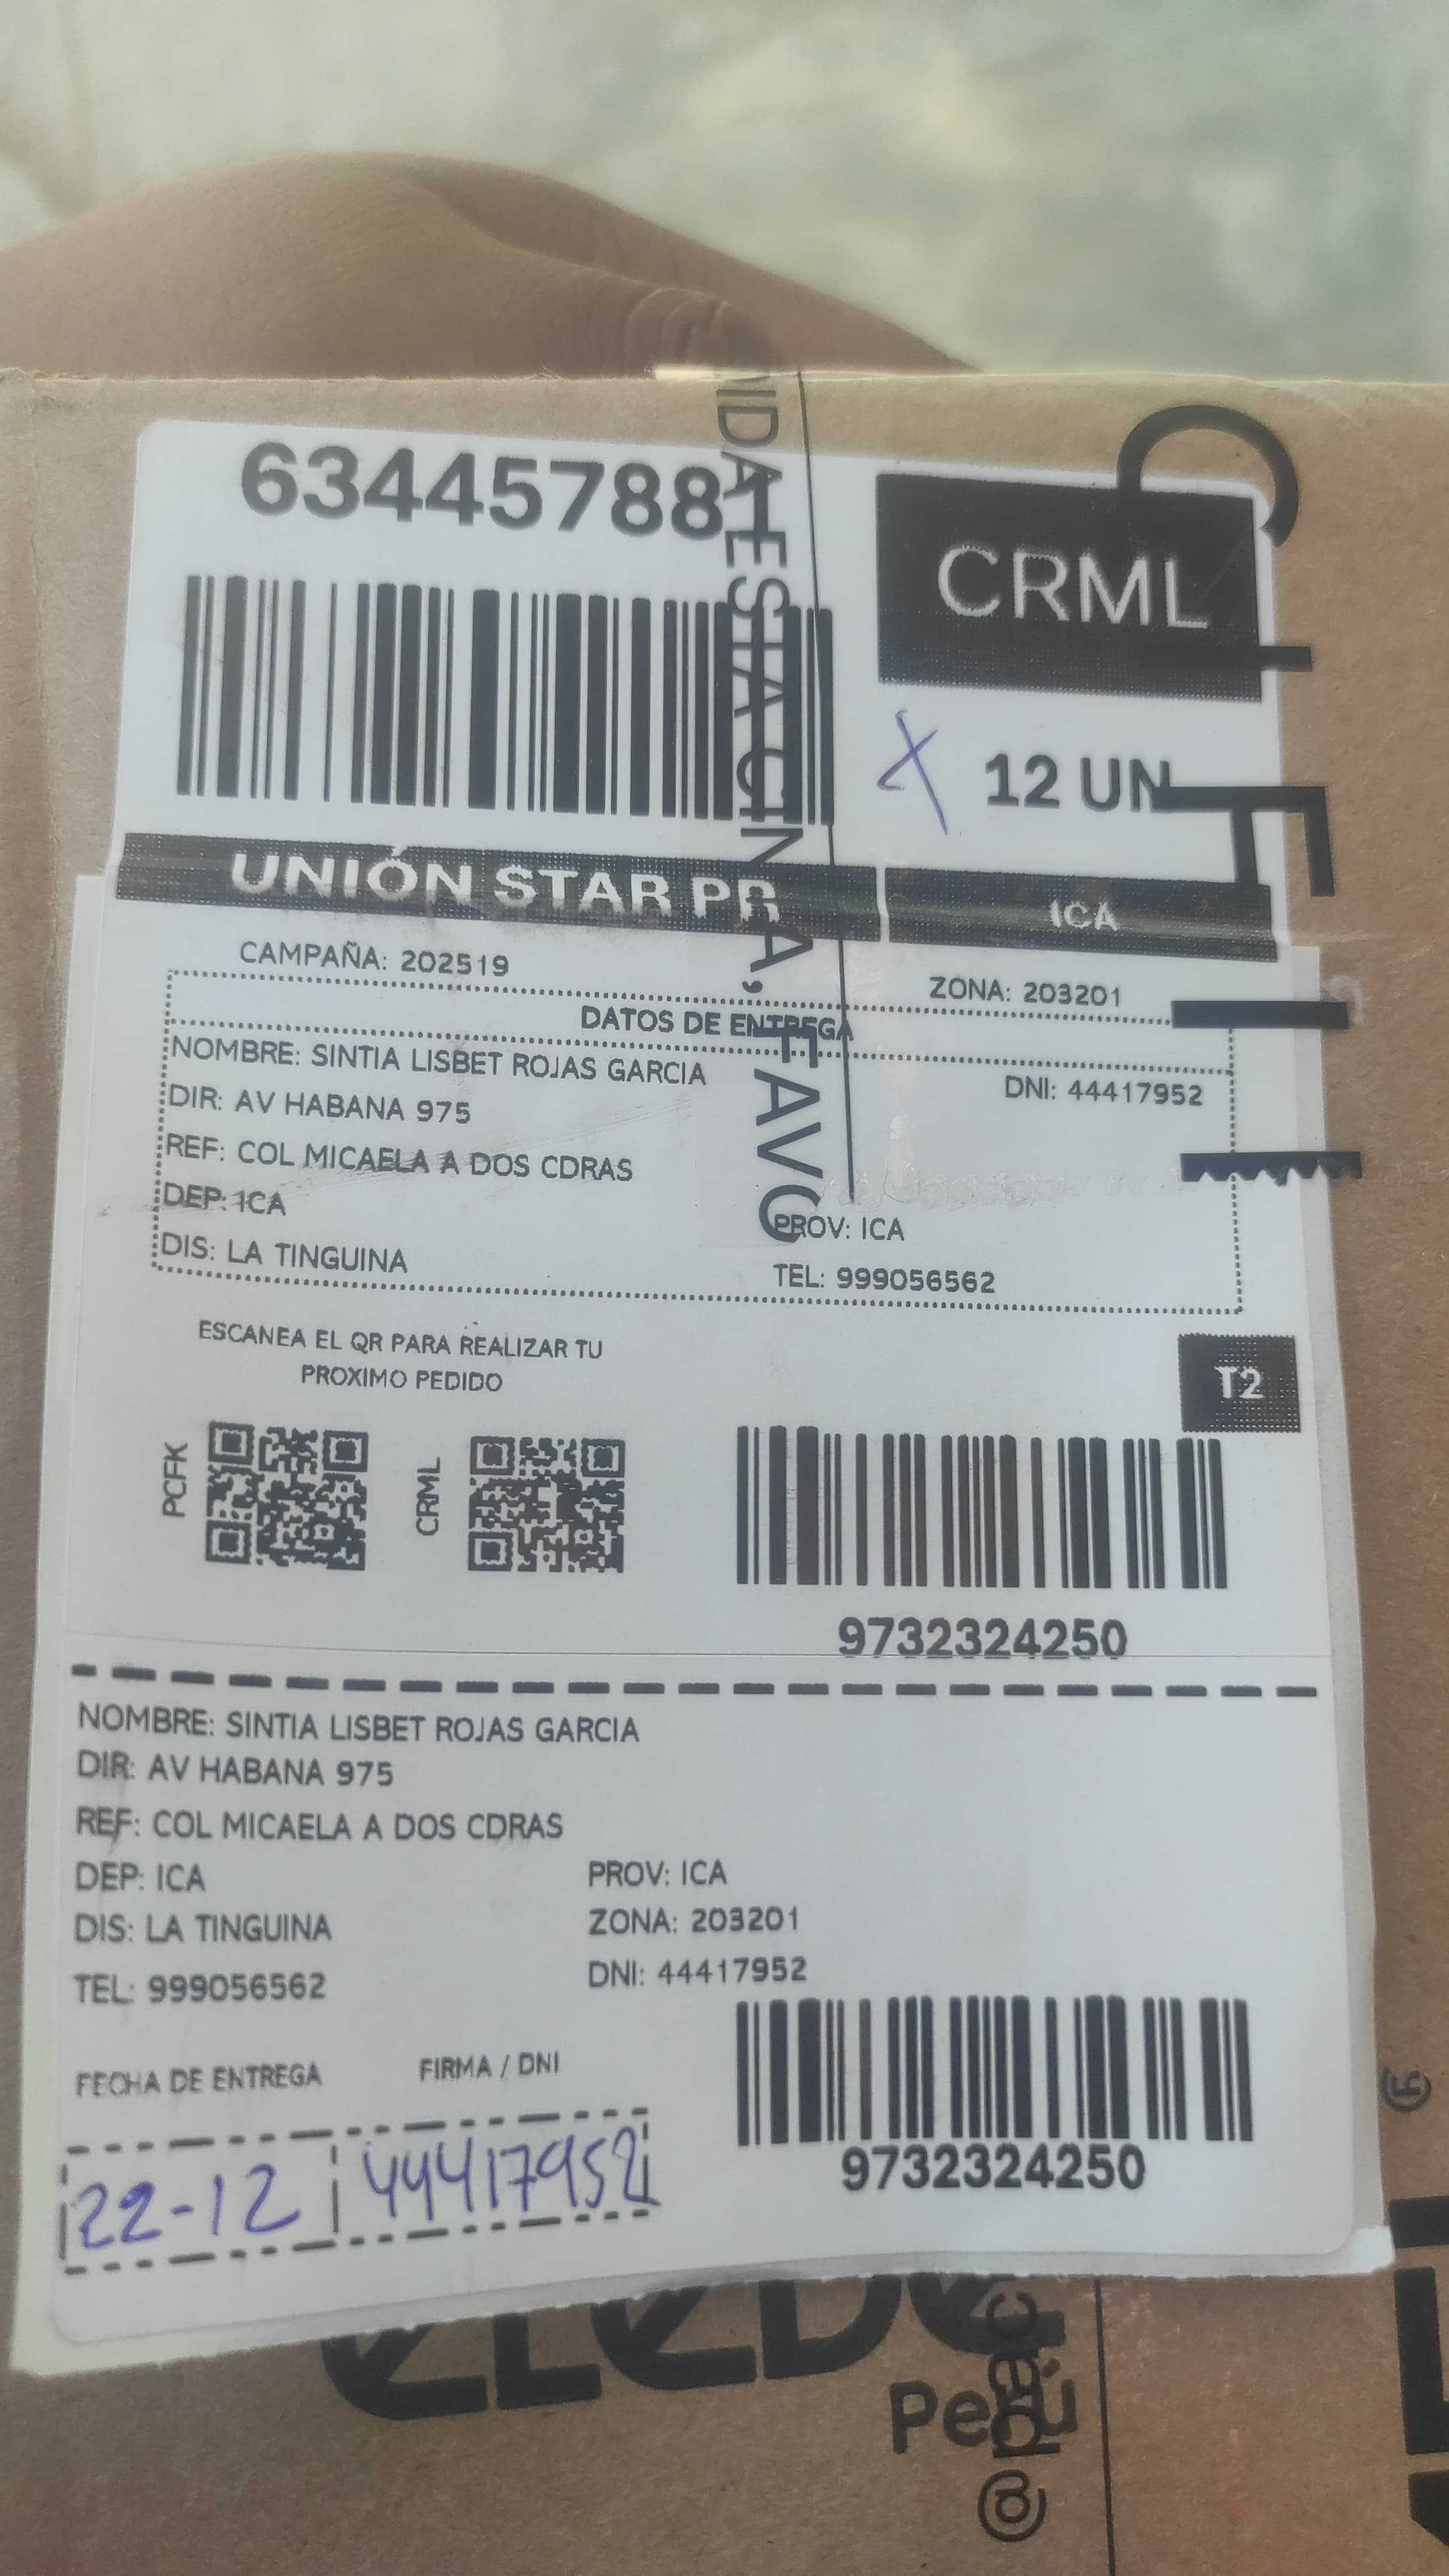 634457881
CRML
12 UN
UNIÓN STAR PR
ICA
CAMPAÑA: 202519
ZONA: 203201
DATOS DE ENTREGA
NOMBRE: SINTIA LISBET ROJAS GARCIA
DNI: 44417952
DIR: AV HABANA 975
REF: COL MICAELA A DOS CDRAS
DEP: ICA
PROV: ICA
DIS: LA TINGUINA
TEL: 999056562
ESCANEA EL QR PARA REALIZAR TU
PROXIMO PEDIDO
T2
PCFK
CRML
9732324250
NOMBRE: SINTIA LISBET ROJAS GARCIA
DIR: AV HABANA 975
REF: COL MICAELA A DOS CDRAS
DEP: ICA
PROV: ICA
DIS: LA TINGUINA
ZONA: 203201
TEL: 999056562
DNI: 44417952
FECHA DE ENTREGA
FIRMA / DNI
22-12
44417952
9732324250
Perú
ESTA CINTA,